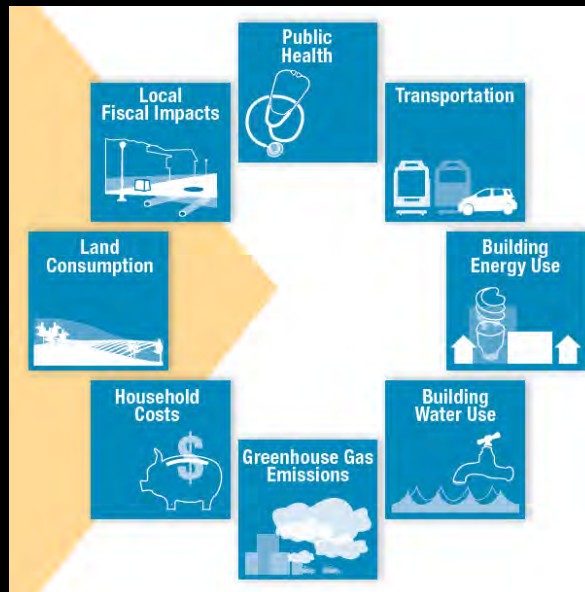 Public
Health
Local
Fiscal Impacts
Transportation
Land
Consumption
Building
Energy Use
Household
Costs
$
Building
Water Use
Greenhouse Gas
Emissions